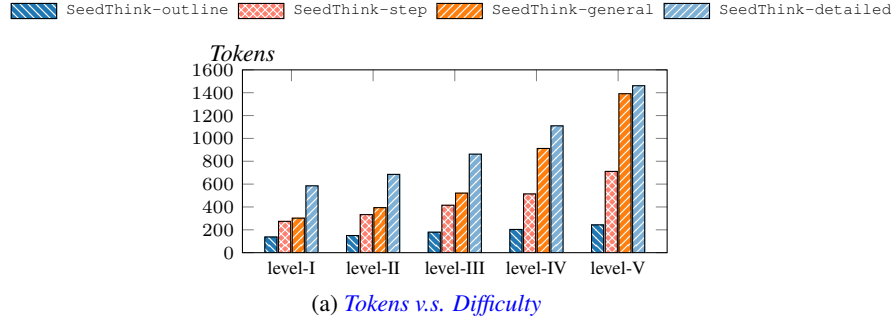 SeedThink-outline SeedThink-step SeedThink-general SeedThink-detailed
Tokens
1600
1400
1200
1000
800
600
400
200
0
level-I level-II level-III level-IV level-V
(a) Tokens v.s. Difficulty